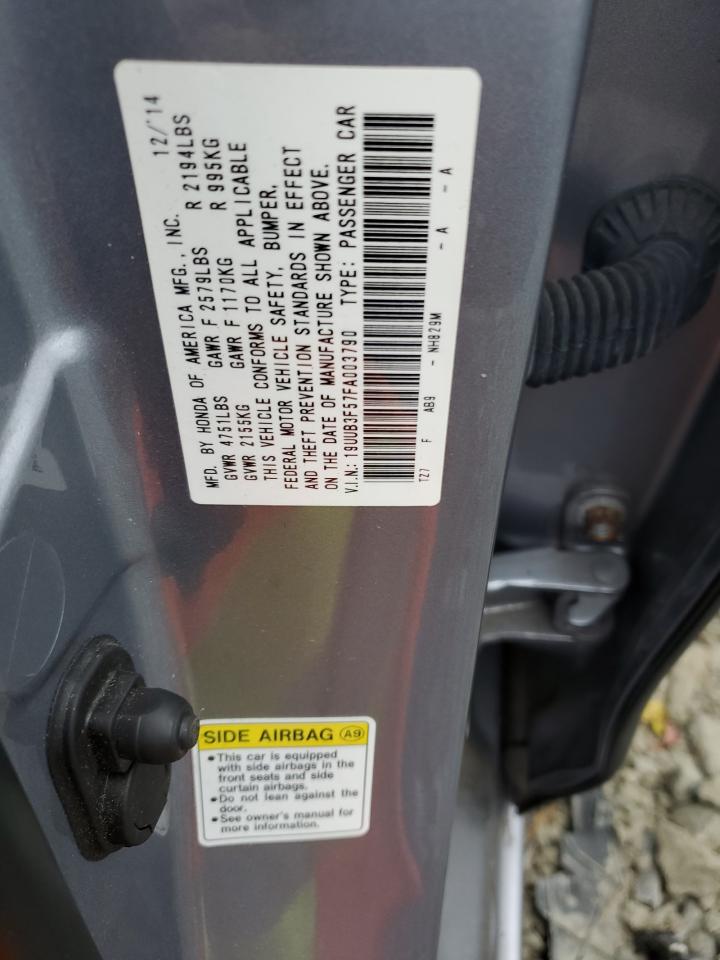 MFD. BY HONDA OF AMERICA MFG., INC. 12/'14
GVWR 4751LBS GAWR F 2579LBS R 2194LBS
GVWR 2155KG GAWR F 1170KG R 995KG
THIS VEHICLE CONFORMS TO ALL APPLICABLE
FEDERAL MOTOR VEHICLE SAFETY, BUMPER,
AND THEFT PREVENTION STANDARDS IN EFFECT
ON THE DATE OF MANUFACTURE SHOWN ABOVE.
V.I.N.: 19UUB3F57FA003790 TYPE: PASSENGER CAR
TZ7 F AB9 - NH829M - A - A
SIDE AIRBAG A9
• This car is equipped
with side airbags in the
front seats and side
curtain airbags.
• Do not lean against the
door.
• See owner's manual for
more information.